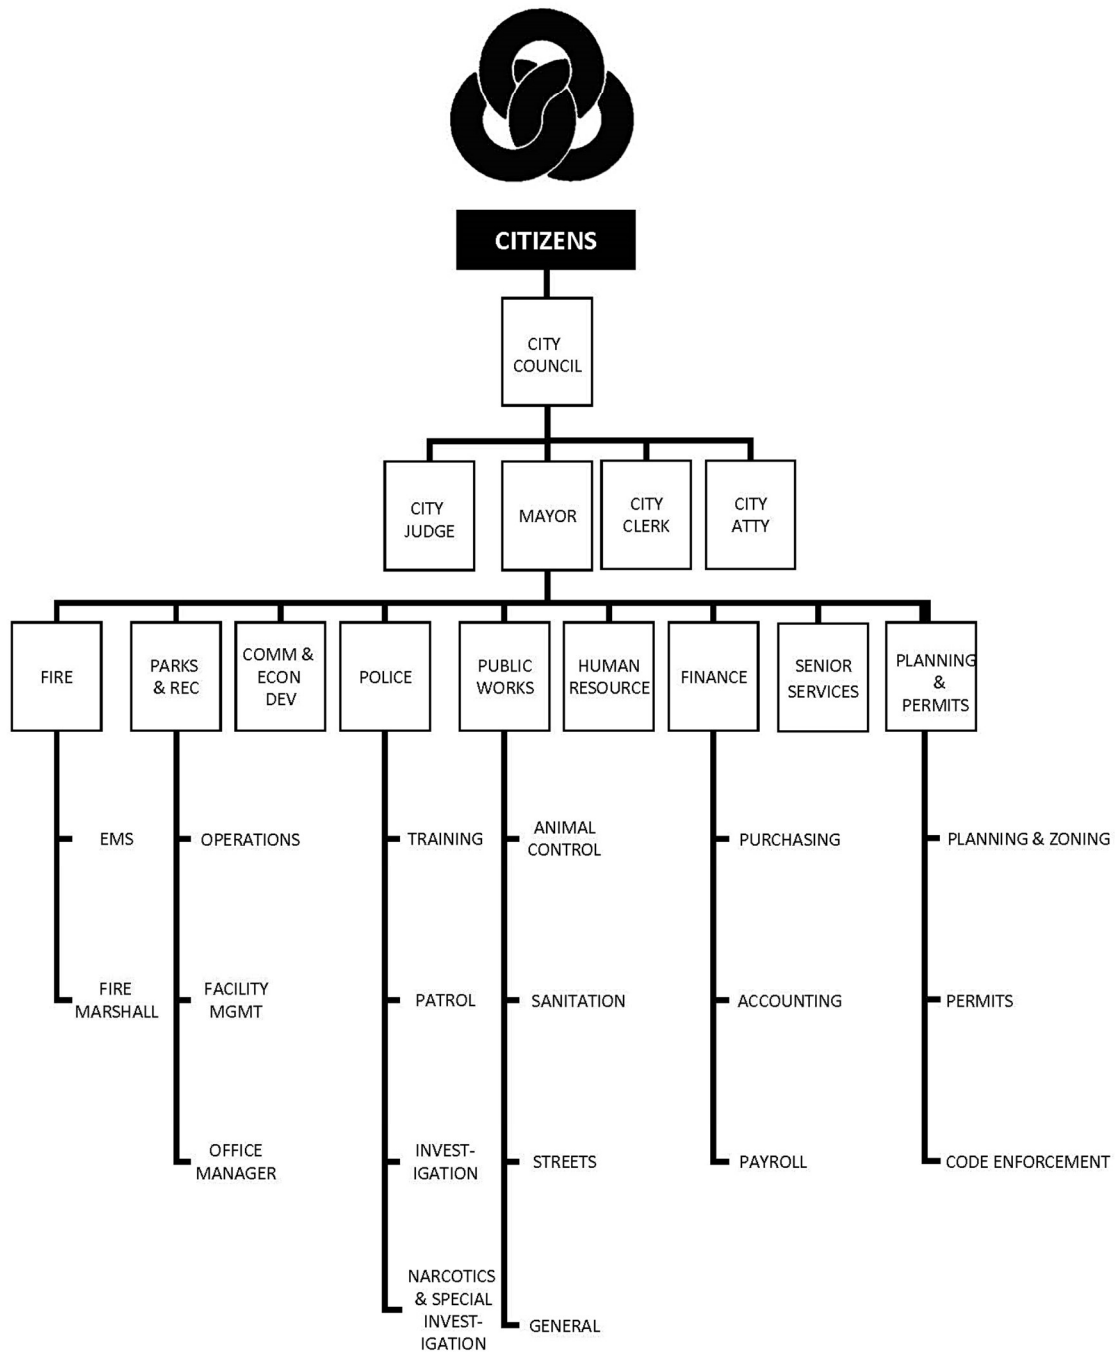 CITIZENS
CITY
COUNCIL
CITY
JUDGE
MAYOR
CITY
CLERK
CITY
ATTY
FIRE
PARKS
& REC
COMM &
ECON
DEV
POLICE
PUBLIC
WORKS
HUMAN
RESOURCE
FINANCE
SENIOR
SERVICES
PLANNING
&
PERMITS
EMS
OPERATIONS
TRAINING
ANIMAL
CONTROL
PURCHASING
PLANNING & ZONING
FIRE
MARSHALL
FACILITY
MGMT
PATROL
SANITATION
ACCOUNTING
PERMITS
OFFICE
MANAGER
INVEST-
IGATION
STREETS
PAYROLL
CODE ENFORCEMENT
NARCOTICS
& SPECIAL
INVEST-
IGATION
GENERAL